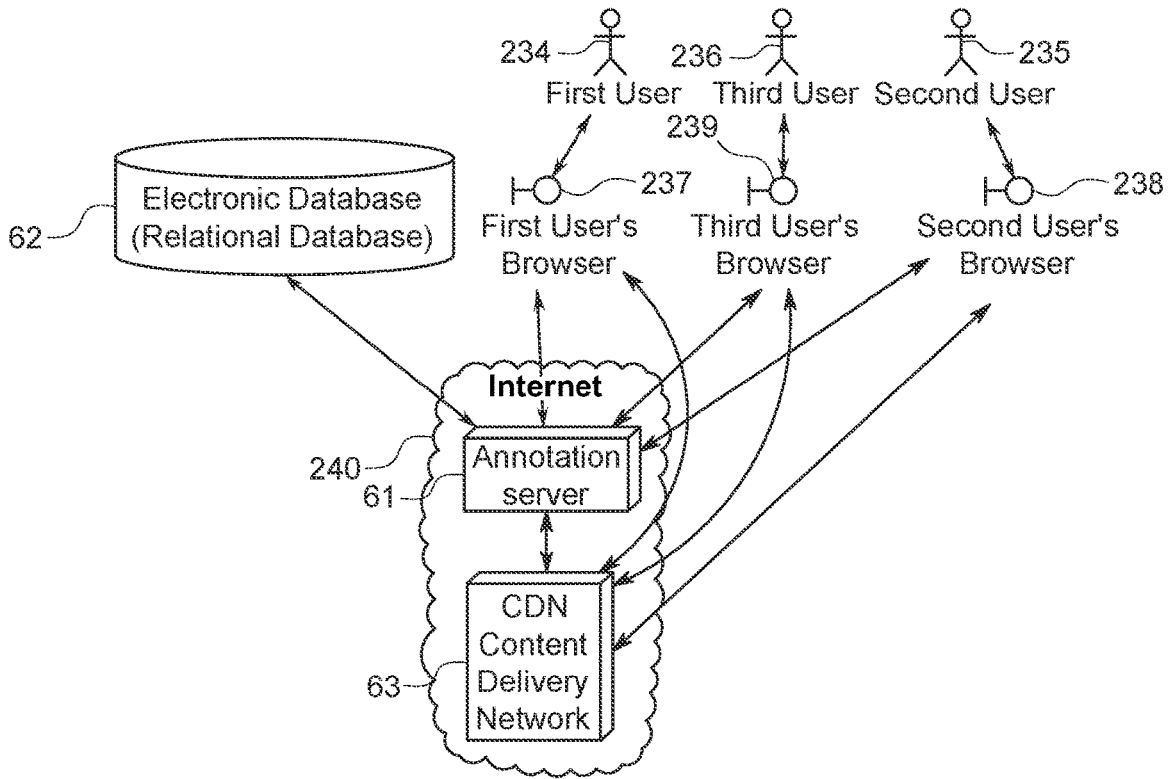 234
236
235
First User
Third User
Second User
239
237
238
Electronic Database
(Relational Database)
62
First User's
Browser
Third User's
Browser
Second User's
Browser
Internet
240
61
Annotation
server
CDN
Content
Delivery
Network
63